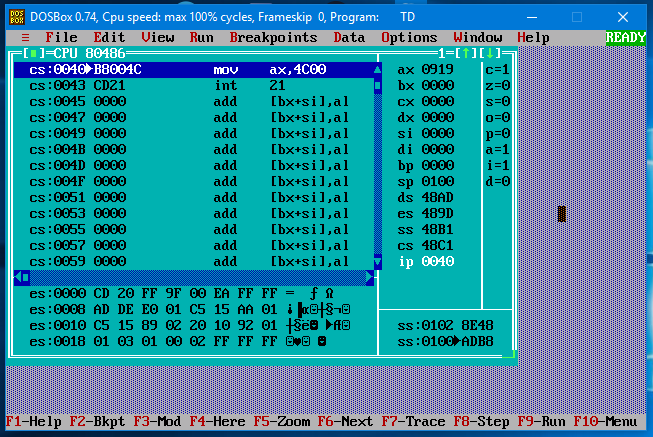 DOSBox 0.74, Cpu speed: max 100% cycles, Frameskip 0, Program: TD
≡ File Edit View Run Breakpoints Data Options Window Help READY
[■]=CPU 80486 1=[↑][↓]
cs:0040►B8004C mov ax,4C00
cs:0043 CD21 int 21
cs:0045 0000 add [bx+si],al
cs:0047 0000 add [bx+si],al
cs:0049 0000 add [bx+si],al
cs:004B 0000 add [bx+si],al
cs:004D 0000 add [bx+si],al
cs:004F 0000 add [bx+si],al
cs:0051 0000 add [bx+si],al
cs:0053 0000 add [bx+si],al
cs:0055 0000 add [bx+si],al
cs:0057 0000 add [bx+si],al
cs:0059 0000 add [bx+si],al
ax 0919 c=1
bx 0000 z=0
cx 0000 s=0
dx 0000 o=0
si 0000 p=0
di 0000 a=1
bp 0000 i=1
sp 0100 d=0
ds 48AD
es 489D
ss 48B1
cs 48C1
ip 0040
es:0000 CD 20 FF 9F 00 EA FF FF = ƒ Ω
es:0008 AD DE E0 01 C5 15 AA 01 ¡▐α☺┼§¬☺
es:0010 C5 15 89 02 20 10 92 01 ┼§ë☻ ►Æ☺
es:0018 01 03 01 00 02 FF FF FF ☺♥☺ ☻
ss:0102 8E48
ss:0100►ADB8
F1-Help F2-Bkpt F3-Mod F4-Here F5-Zoom F6-Next F7-Trace F8-Step F9-Run F10-Menu